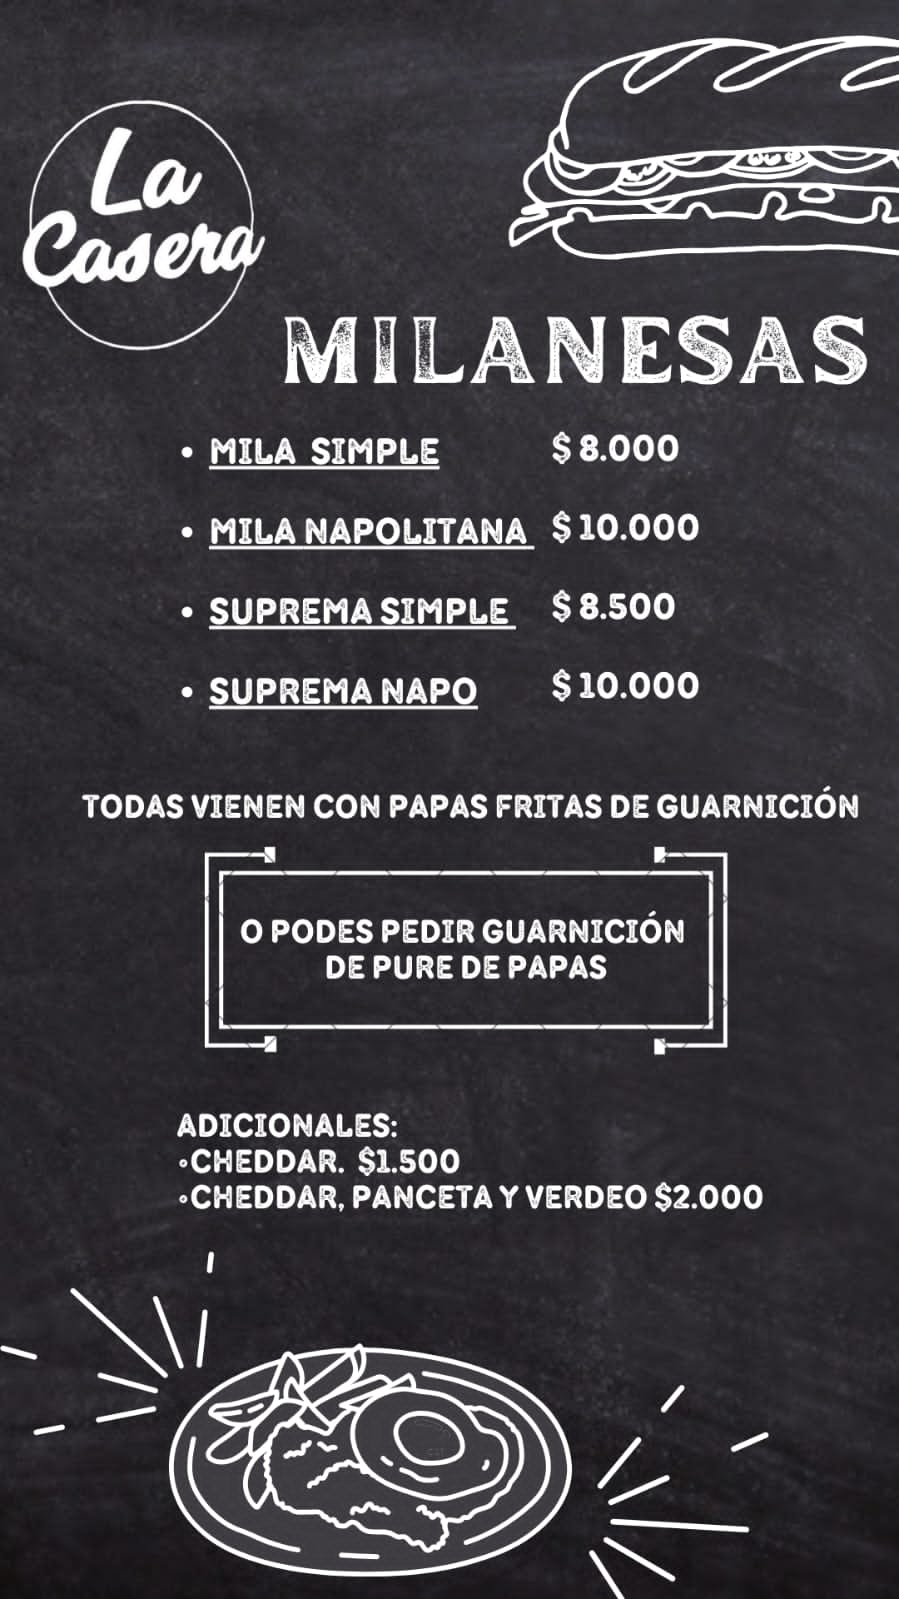 La
Casera
MILANESAS
• MILA SIMPLE $ 8.000
• MILA NAPOLITANA $ 10.000
• SUPREMA SIMPLE $ 8.500
• SUPREMA NAPO $ 10.000
TODAS VIENEN CON PAPAS FRITAS DE GUARNICIÓN
O PODES PEDIR GUARNICIÓN
DE PURE DE PAPAS
ADICIONALES:
◦CHEDDAR. $1.500
◦CHEDDAR, PANCETA Y VERDEO $2.000